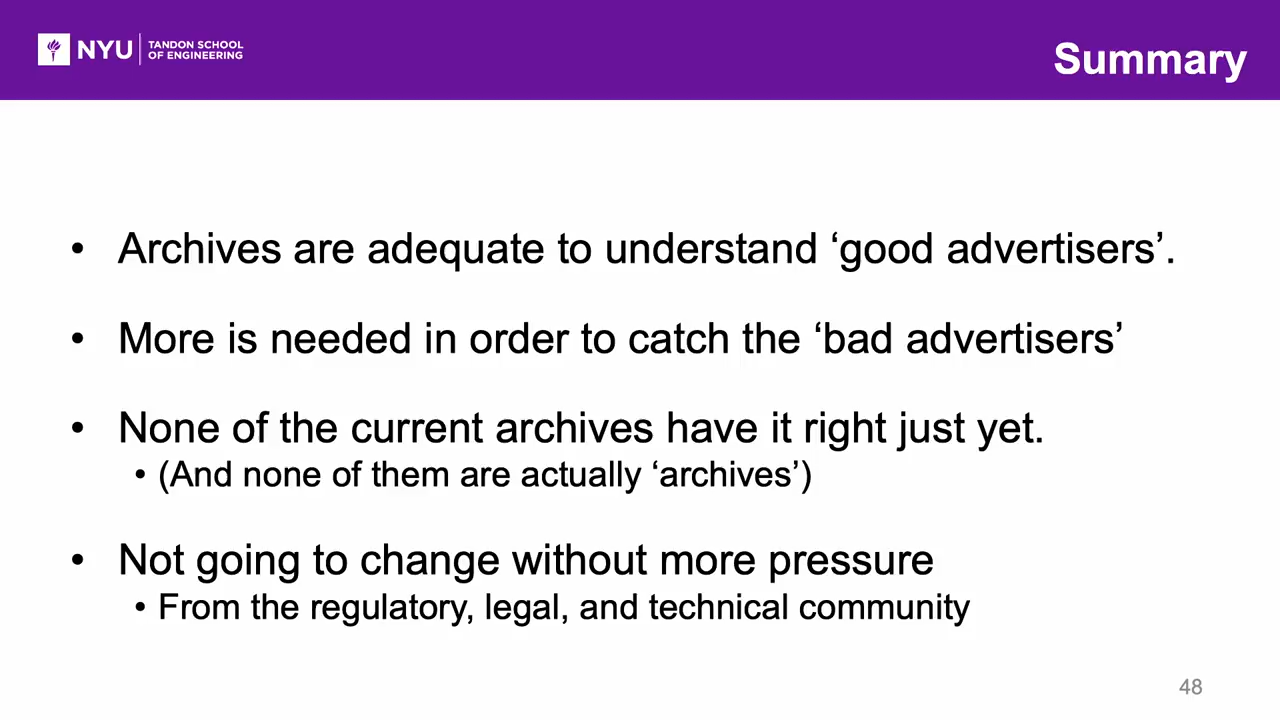 NYU
TANDON SCHOOL
OF ENGINEERING
Summary
• Archives are adequate to understand ‘good advertisers’.
• More is needed in order to catch the ‘bad advertisers’
• None of the current archives have it right just yet.
• (And none of them are actually ‘archives’)
• Not going to change without more pressure
• From the regulatory, legal, and technical community
48